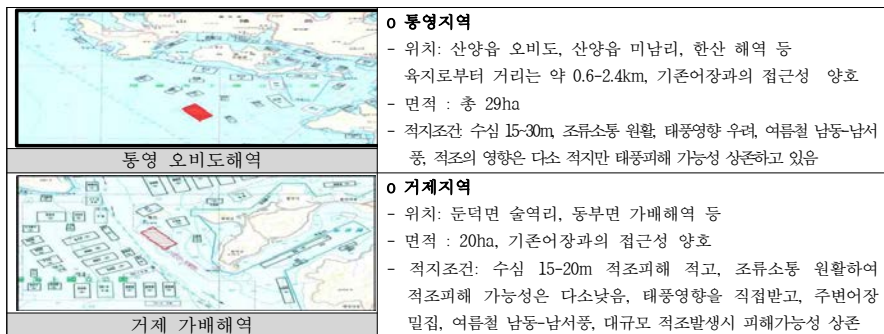 o 통영지역
- 위치: 산양읍 오비도, 산양읍 미남리, 한산 해역 등
육지로부터 거리는 약 0.6-2.4km, 기존어장과의 접근성 양호
- 면적 : 총 29ha
- 적지조건: 수심 15-30m, 조류소통 원활, 태풍영향 우려, 여름철 남동-남서
풍, 적조의 영향은 다소 적지만 태풍피해 가능성 상존하고 있음
통영 오비도해역
o 거제지역
- 위치: 둔덕면 술역리, 동부면 가배해역 등
- 면적 : 20ha, 기존어장과의 접근성 양호
- 적지조건: 수심 15-20m 적조피해 적고, 조류소통 원활하여
적조피해 가능성은 다소낮음, 태풍영향을 직접받고, 주변어장
밀집, 여름철 남동-남서풍, 대규모 적조발생시 피해가능성 상존
거제 가배해역